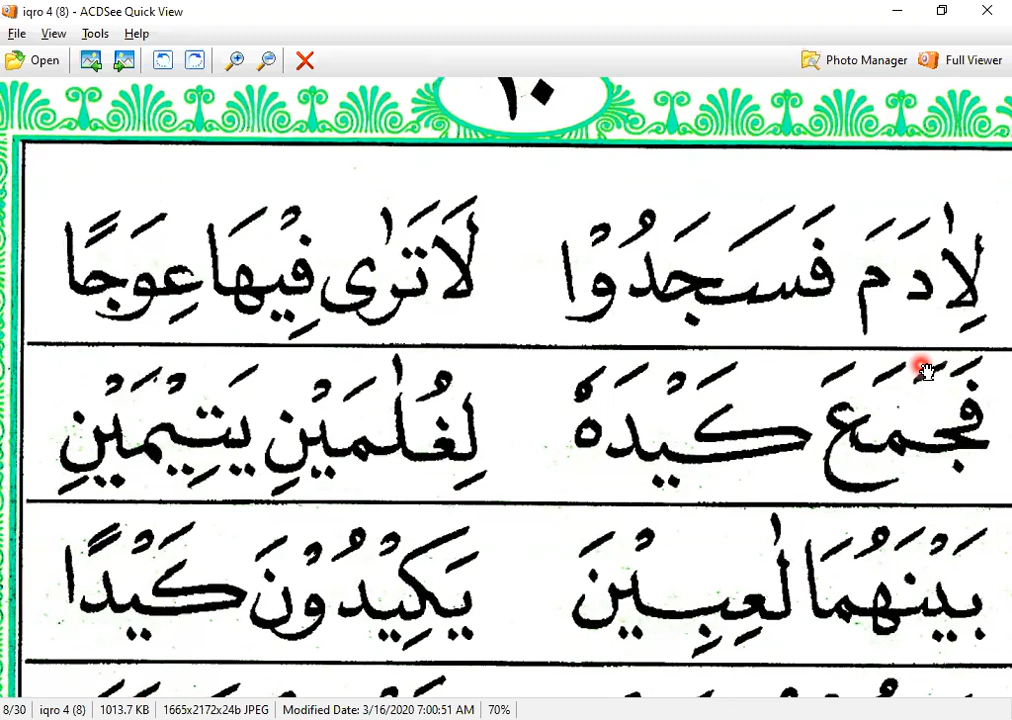 iqro 4 (8) - ACDSee Quick View
File View Tools Help
Open Photo Manager Full Viewer
١٠
لِاٰدَمَ فَسَجَدُوْا لَاتَرٰى فِيْهَا عِوَجًا
فَجَمَعَ كَيْدَهٗ لِغُلٰمَيْنِ يَتِيْمَيْنِ
بَيْنَهُمَا لٰعِبِيْنَ يَكِيْدُوْنَ كَيْدًا
8/30 iqro 4 (8) 1013.7 KB 1665x2172x24b JPEG Modified Date: 3/16/2020 7:00:51 AM 70%